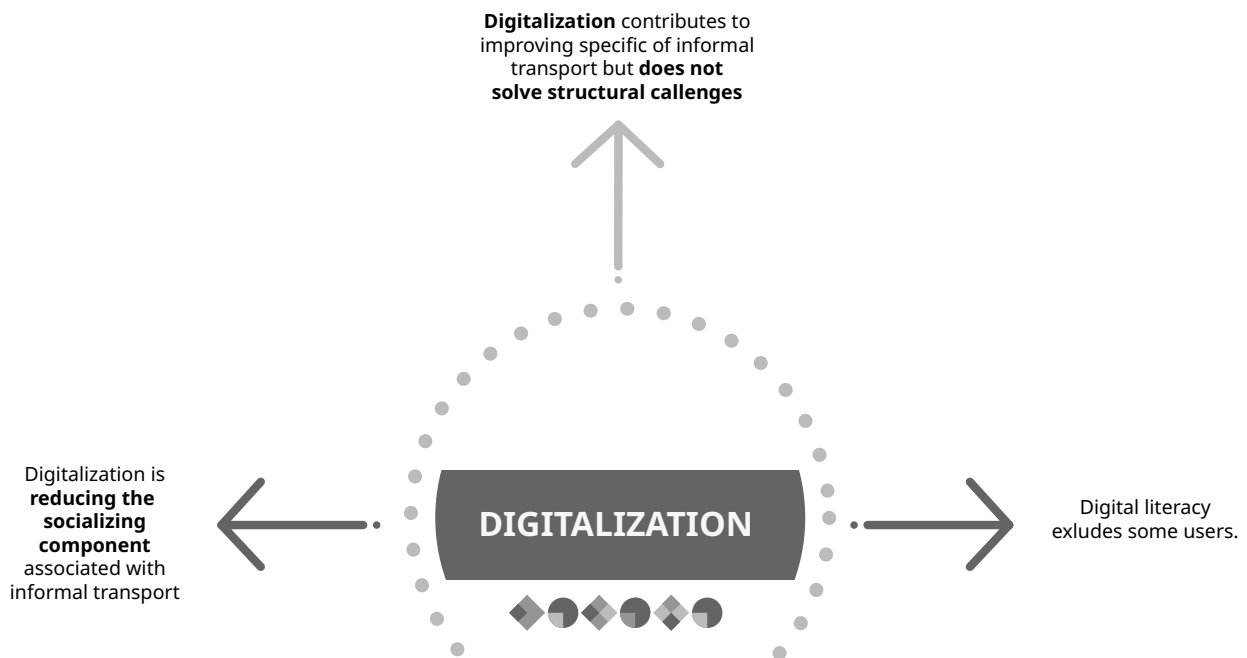 Digitalization contributes to
improving specific of informal
transport but does not
solve structural callenges
Digitalization is
reducing the
socializing
component
associated with
informal transport
DIGITALIZATION
Digital literacy
exludes some users.